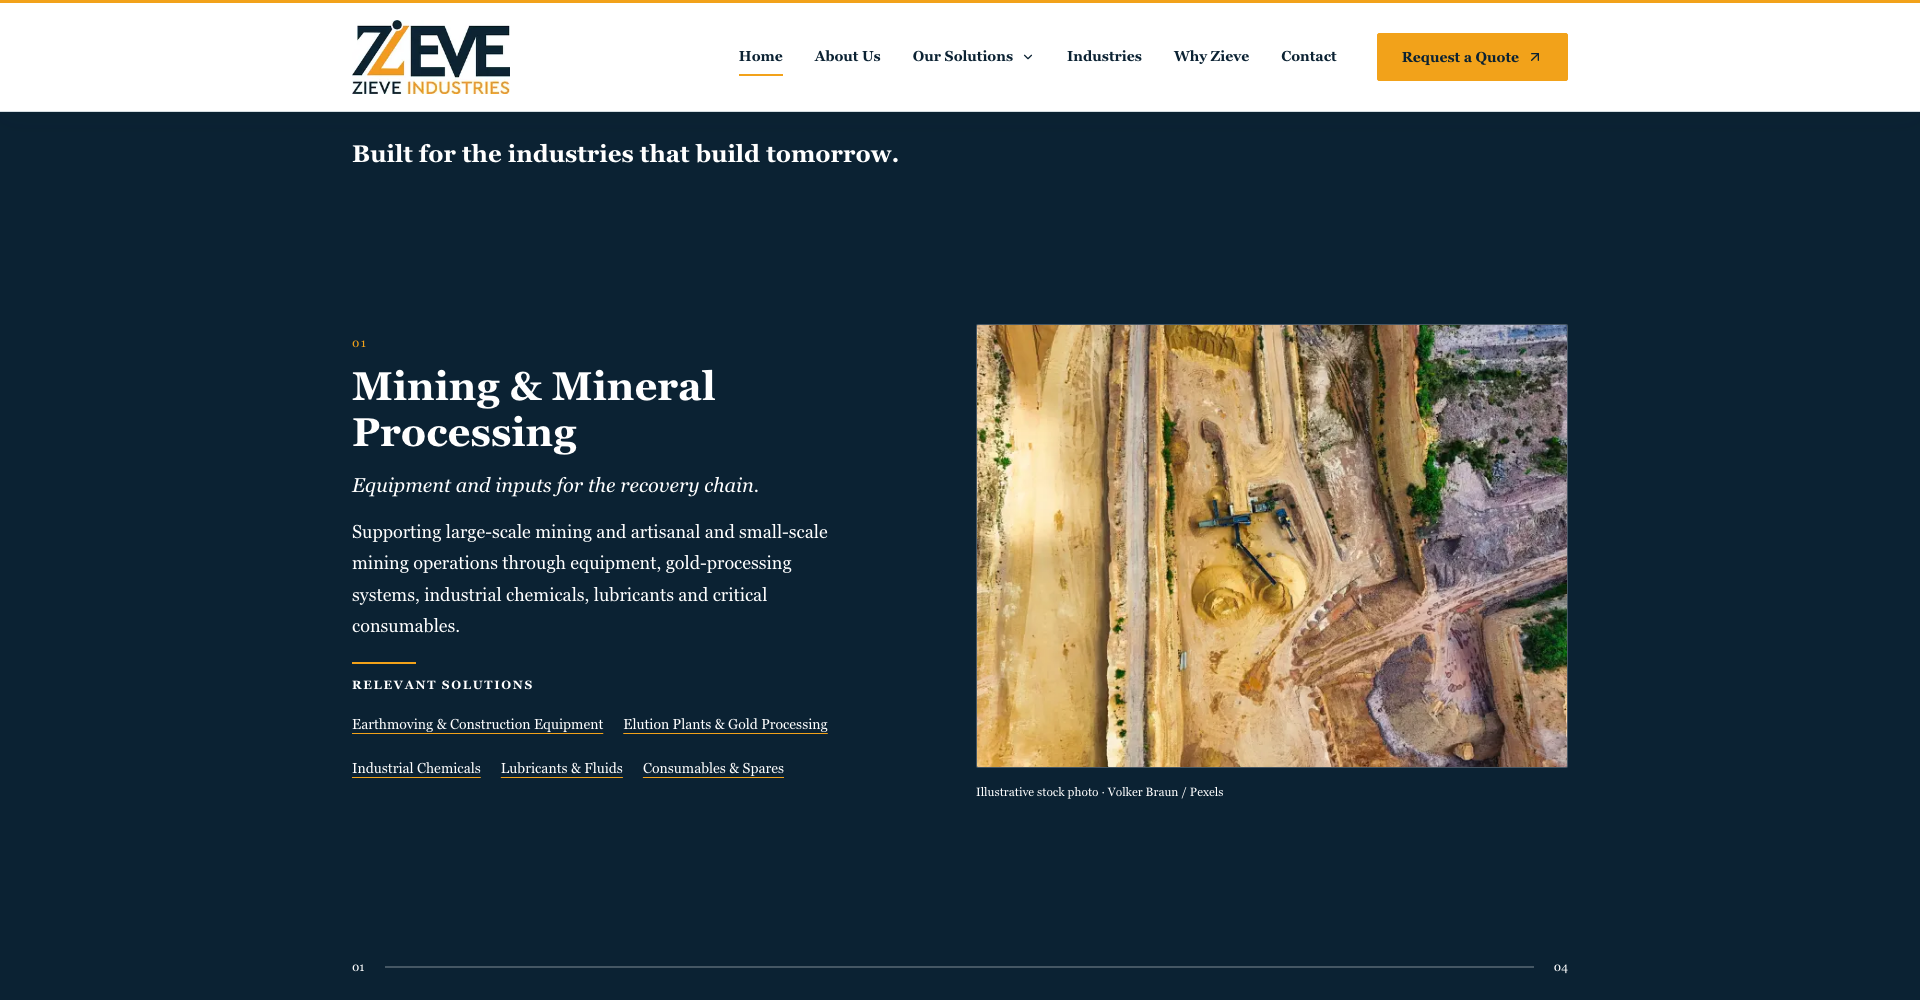 ZIEVE
ZIEVE INDUSTRIES
Home
About Us
Our Solutions
Industries
Why Zieve
Contact
Request a Quote
Built for the industries that build tomorrow.
01
Mining & Mineral
Processing
Equipment and inputs for the recovery chain.
Supporting large-scale mining and artisanal and small-scale
mining operations through equipment, gold-processing
systems, industrial chemicals, lubricants and critical
consumables.
RELEVANT SOLUTIONS
Earthmoving & Construction Equipment
Elution Plants & Gold Processing
Industrial Chemicals
Lubricants & Fluids
Consumables & Spares
Illustrative stock photo · Volker Braun / Pexels
01
04